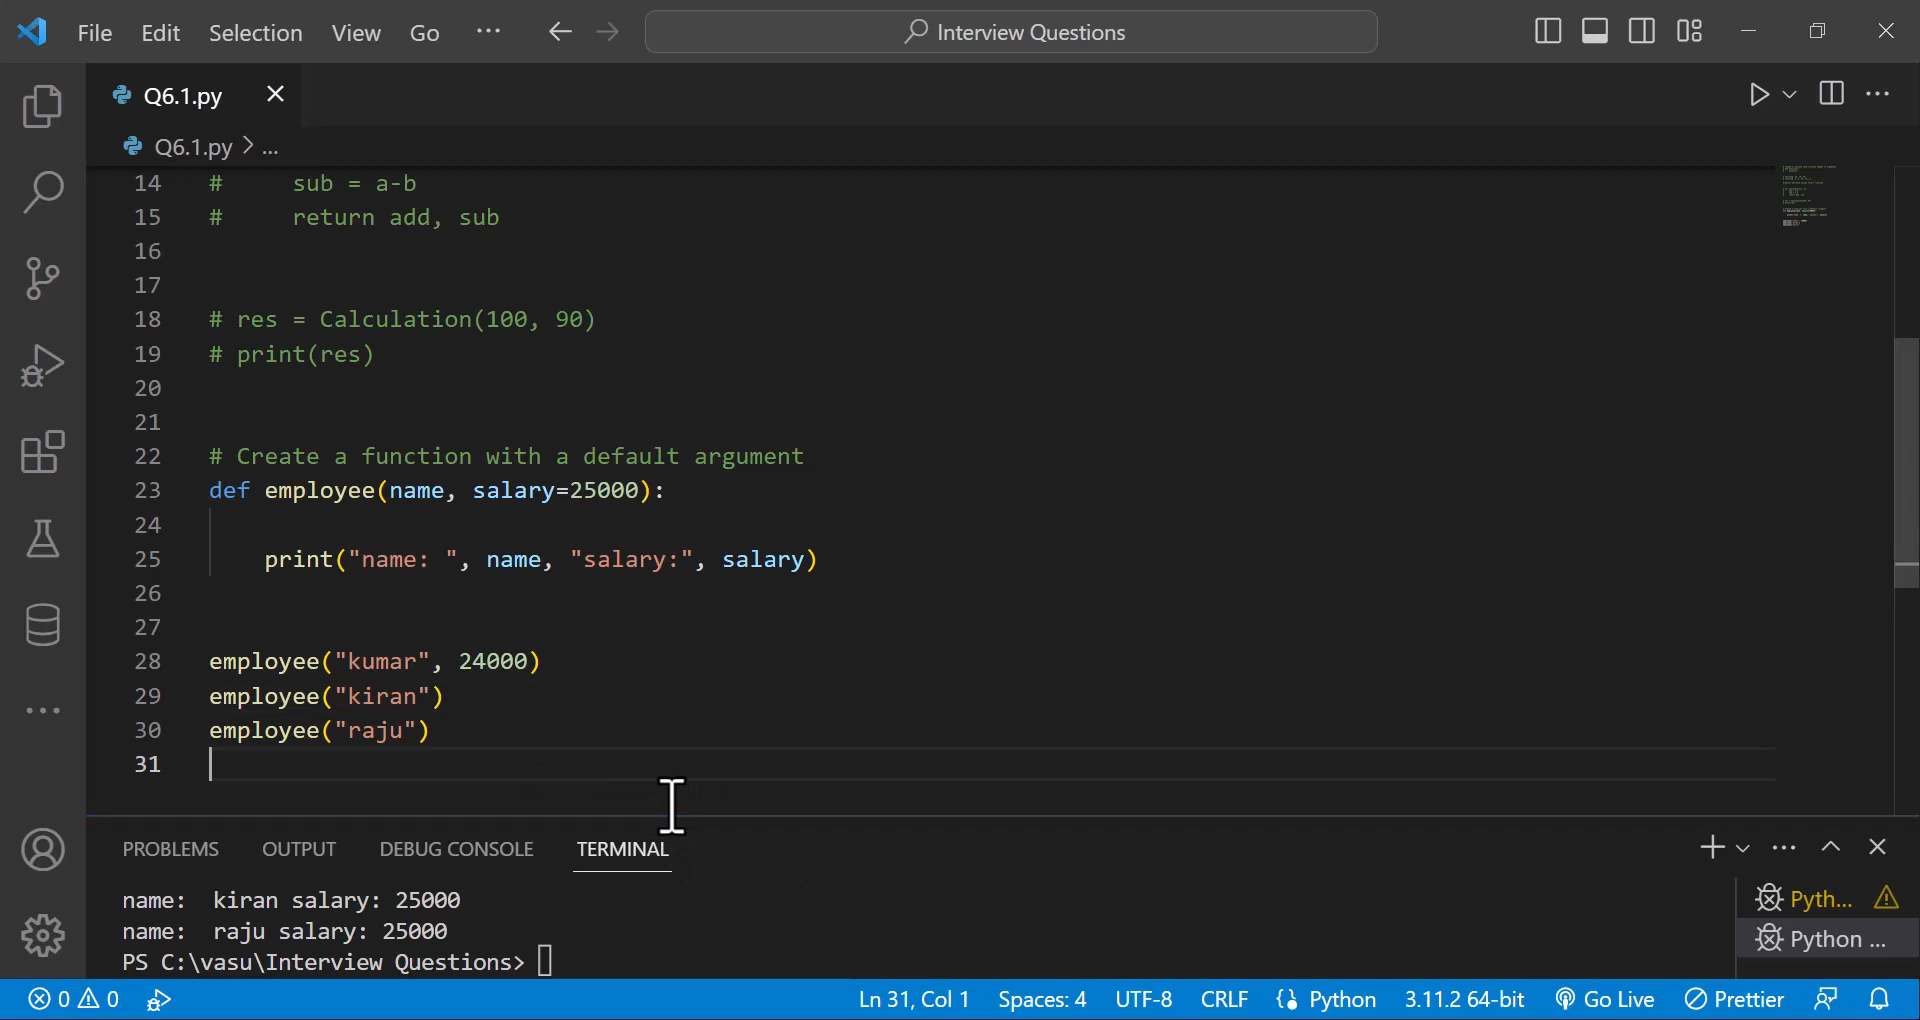 File Edit Selection View Go ··· Interview Questions
Q6.1.py
Q6.1.py > ...
14 #     sub = a-b
15 #     return add, sub
16
17
18 # res = Calculation(100, 90)
19 # print(res)
20
21
22 # Create a function with a default argument
23 def employee(name, salary=25000):
24
25     print("name: ", name, "salary:", salary)
26
27
28 employee("kumar", 24000)
29 employee("kiran")
30 employee("raju")
31
PROBLEMS OUTPUT DEBUG CONSOLE TERMINAL
name:  kiran salary: 25000
name:  raju salary: 25000
PS C:\vasu\Interview Questions>
Pyth...
Python ...
0 0 Ln 31, Col 1 Spaces: 4 UTF-8 CRLF Python 3.11.2 64-bit Go Live Prettier